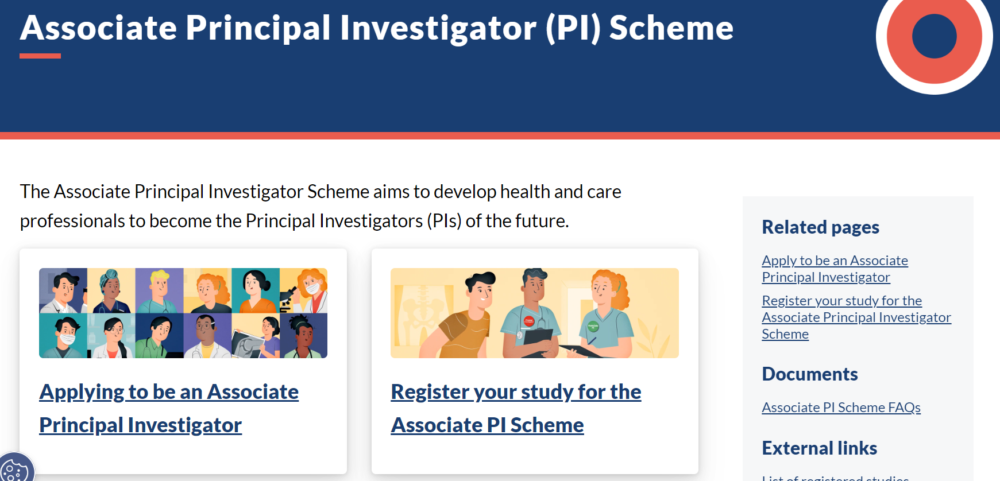 Associate Principal Investigator (PI) Scheme
The Associate Principal Investigator Scheme aims to develop health and care
professionals to become the Principal Investigators (PIs) of the future.
Applying to be an Associate
Principal Investigator
Register your study for the
Associate PI Scheme
Related pages
Apply to be an Associate
Principal Investigator
Register your study for the
Associate Principal Investigator
Scheme
Documents
Associate PI Scheme FAQs
External links
List of registered studies